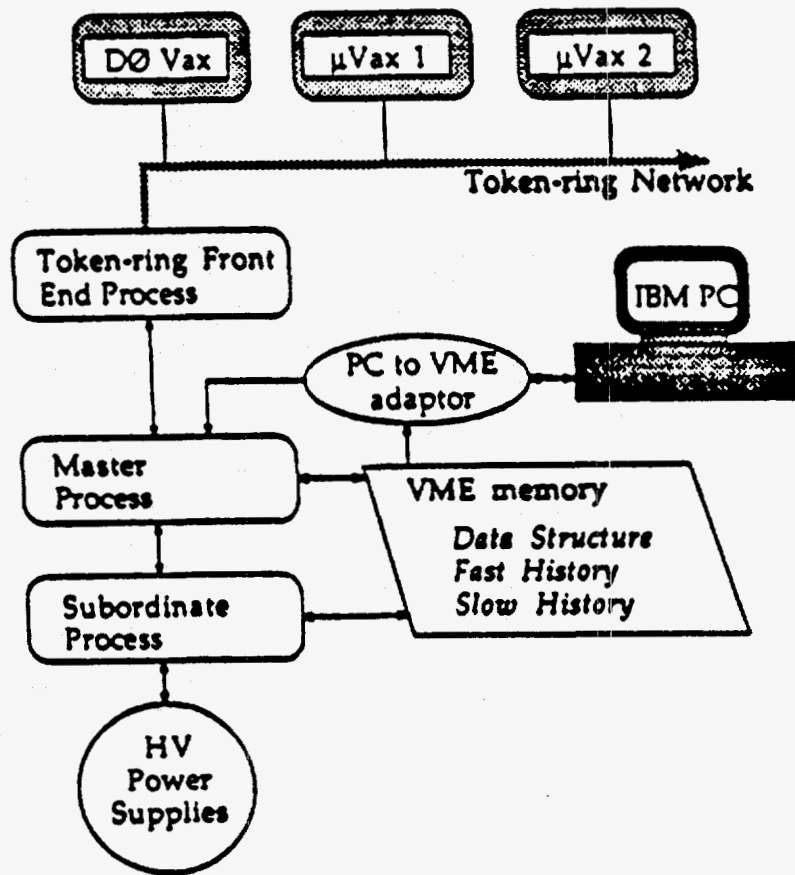 DØ Vax
µVax 1
µVax 2
Token-ring Network
Token-ring Front
End Process
IBM PC
PC to VME
adaptor
Master
Process
VME memory
Data Structure
Fast History
Slow History
Subordinate
Process
HV
Power
Supplies